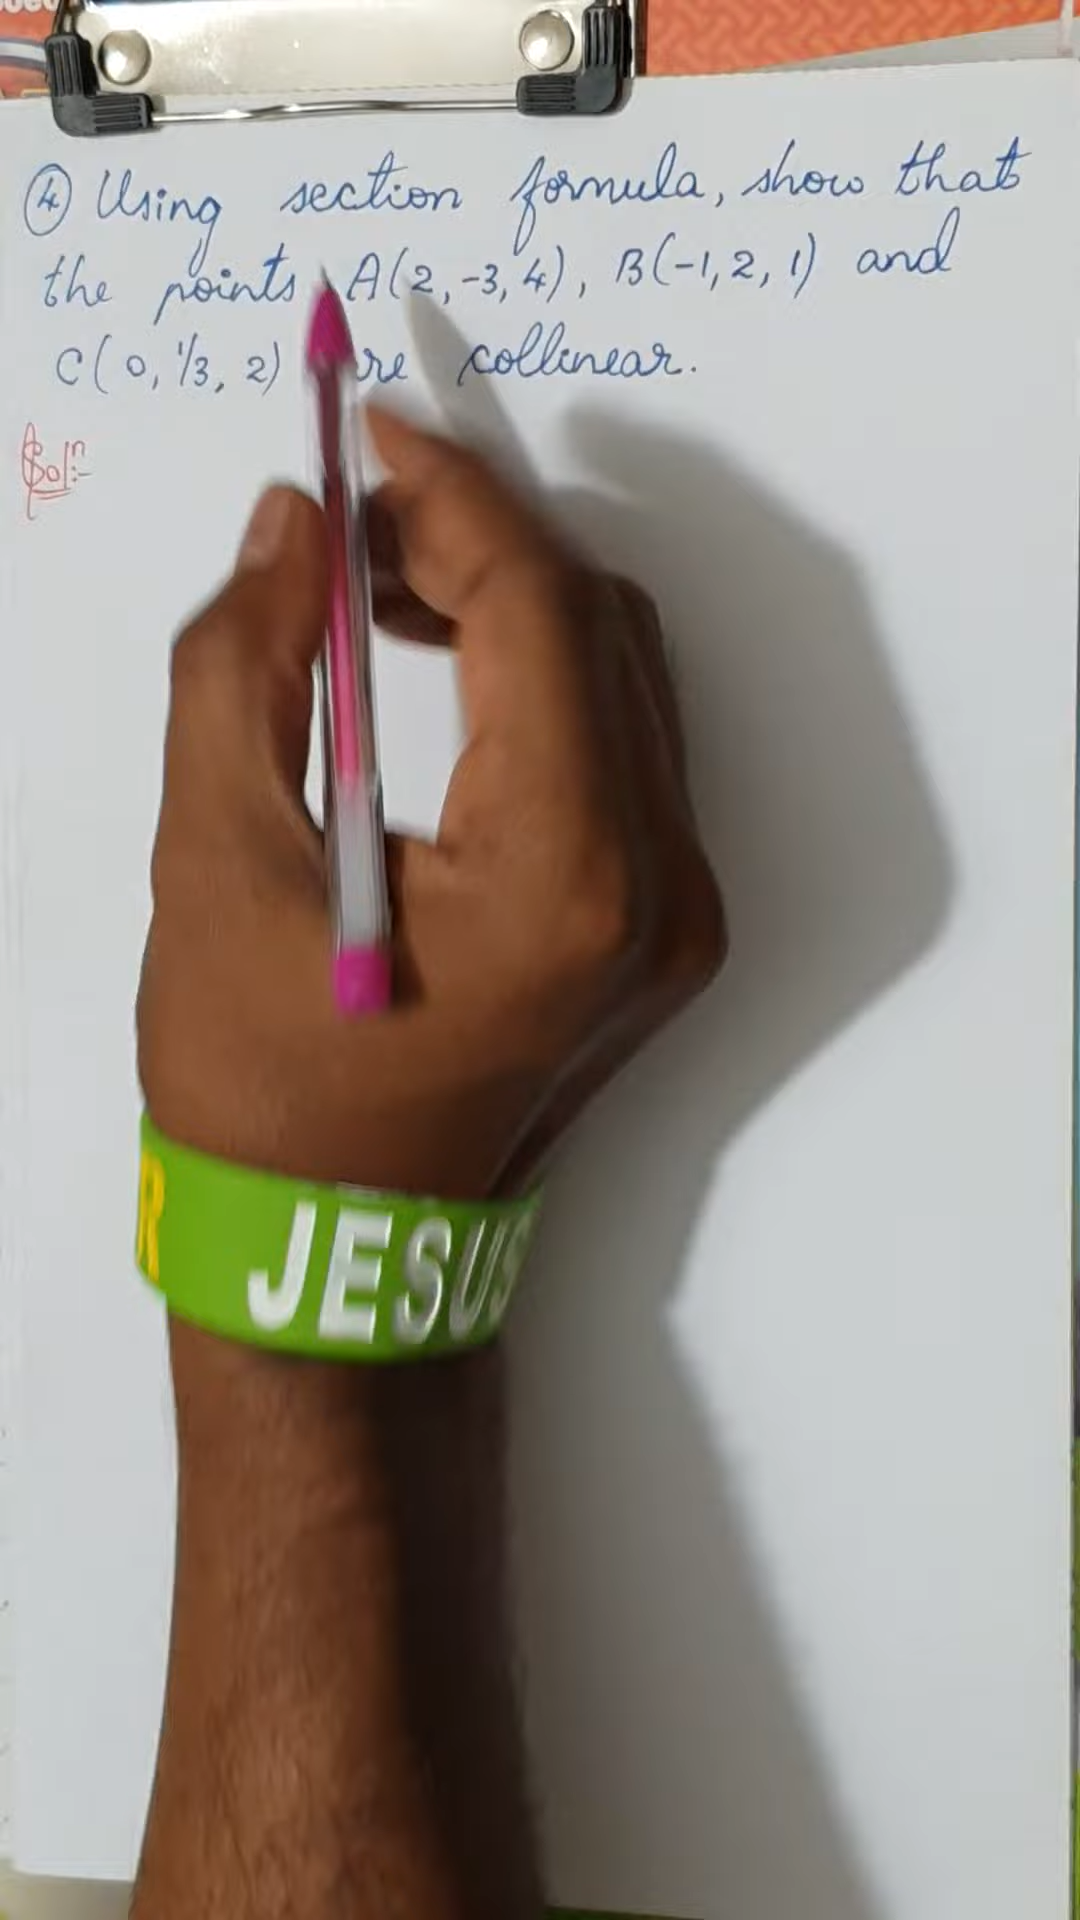 ④ Using section formula, show that
the points A(2, -3, 4), B(-1, 2, 1) and
C(0, 1/3, 2) are collinear.
Solⁿ:-
R JESUS